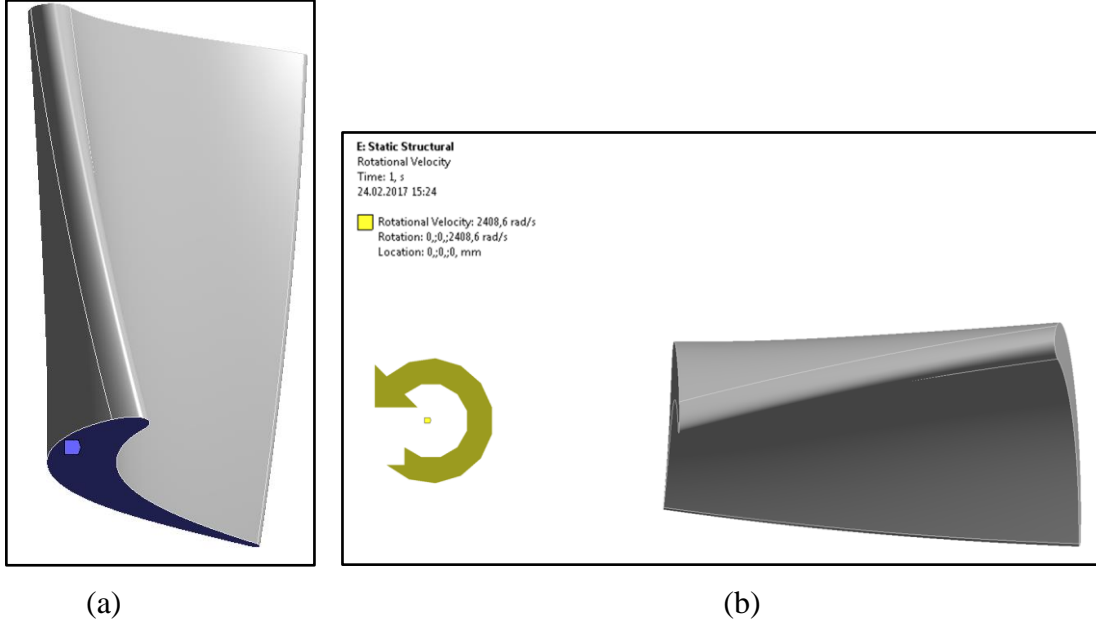 E: Static Structural
Rotational Velocity
Time: 1, s
24.02.2017 15:24
Rotational Velocity: 2408,6 rad/s
Rotation: 0,;0,;2408,6 rad/s
Location: 0,;0,;0, mm
(a)
(b)